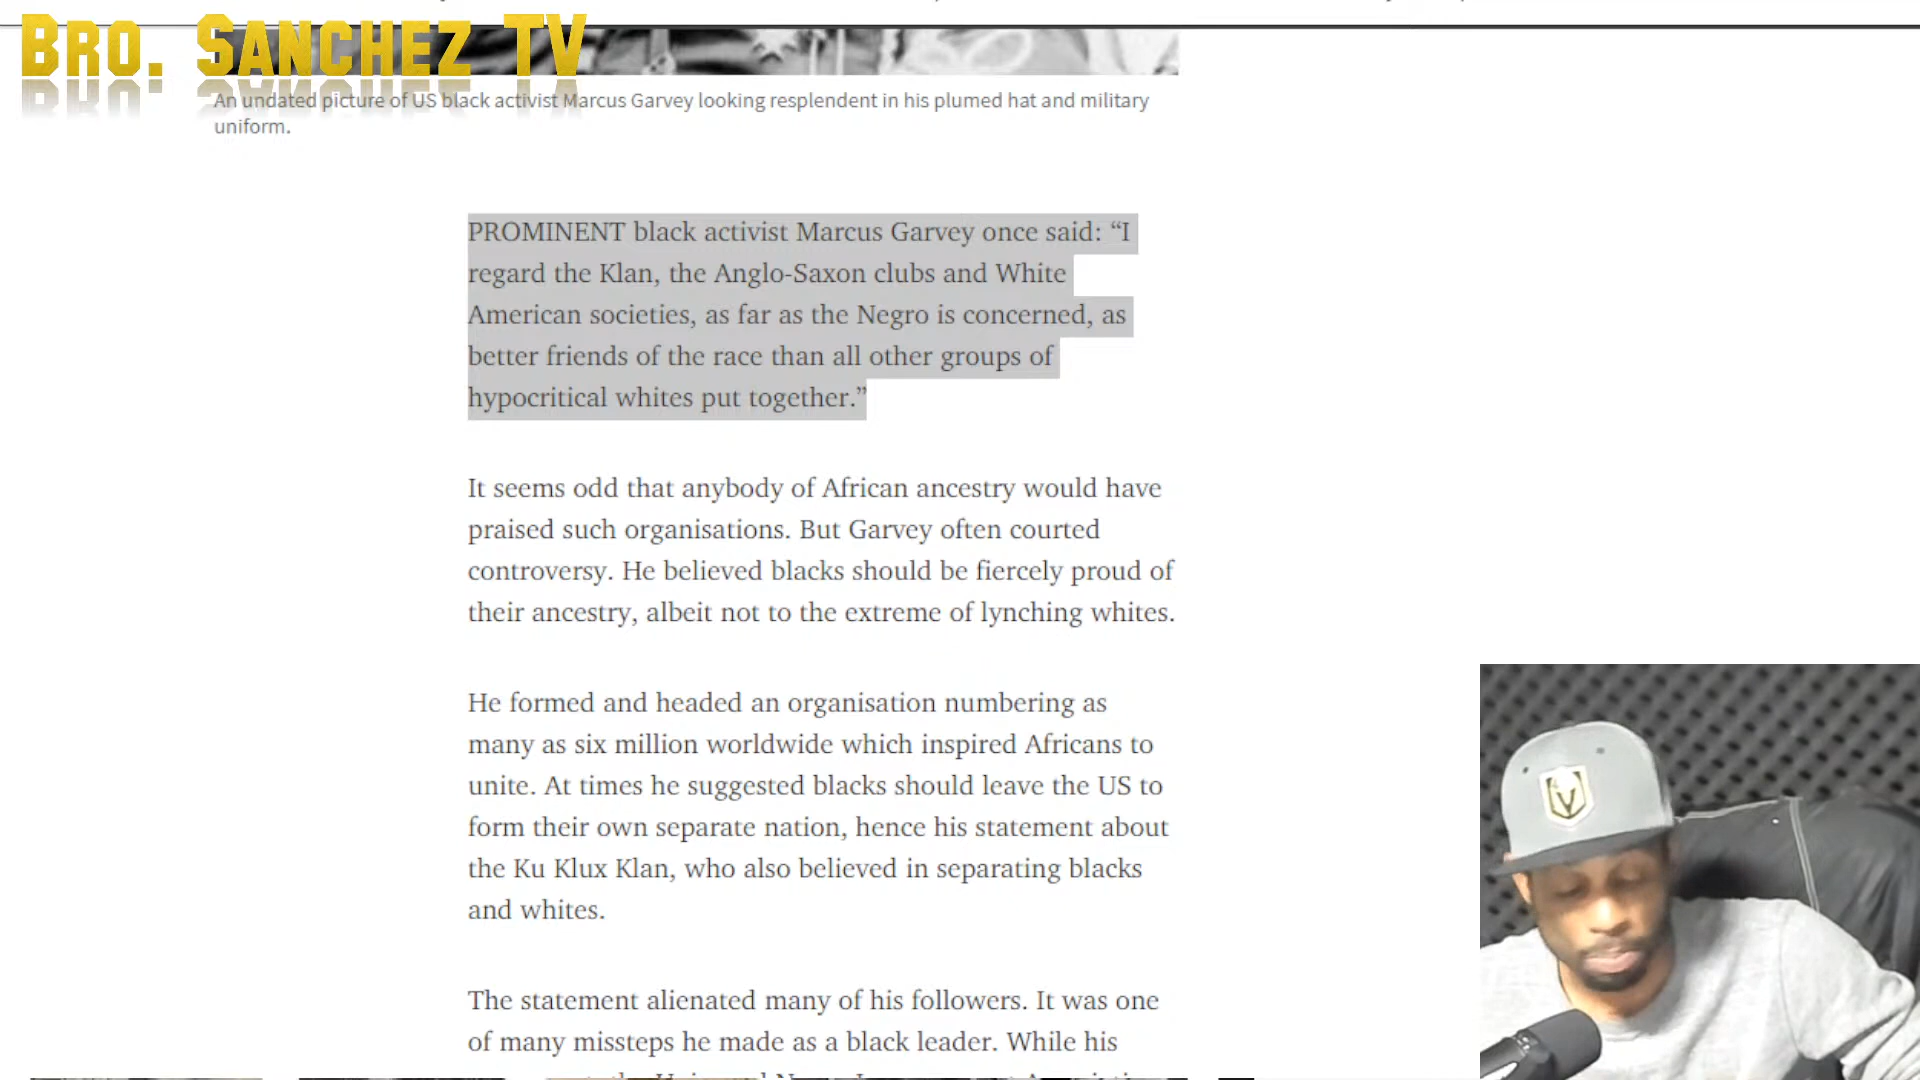 BRO. SANCHEZ TV
An undated picture of US black activist Marcus Garvey looking resplendent in his plumed hat and military
uniform.
PROMINENT black activist Marcus Garvey once said: “I
regard the Klan, the Anglo-Saxon clubs and White
American societies, as far as the Negro is concerned, as
better friends of the race than all other groups of
hypocritical whites put together.”
It seems odd that anybody of African ancestry would have
praised such organisations. But Garvey often courted
controversy. He believed blacks should be fiercely proud of
their ancestry, albeit not to the extreme of lynching whites.
He formed and headed an organisation numbering as
many as six million worldwide which inspired Africans to
unite. At times he suggested blacks should leave the US to
form their own separate nation, hence his statement about
the Ku Klux Klan, who also believed in separating blacks
and whites.
The statement alienated many of his followers. It was one
of many missteps he made as a black leader. While his